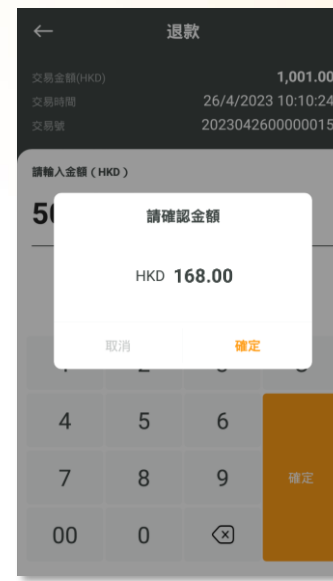 退款
交易金額(HKD) 1,001.00
交易時間 26/4/2023 10:10:24
交易號 2023042600000015
請輸入金額 ( HKD )
請確認金額
HKD 168.00
取消 確定
4 5 6
7 8 9 確定
00 0